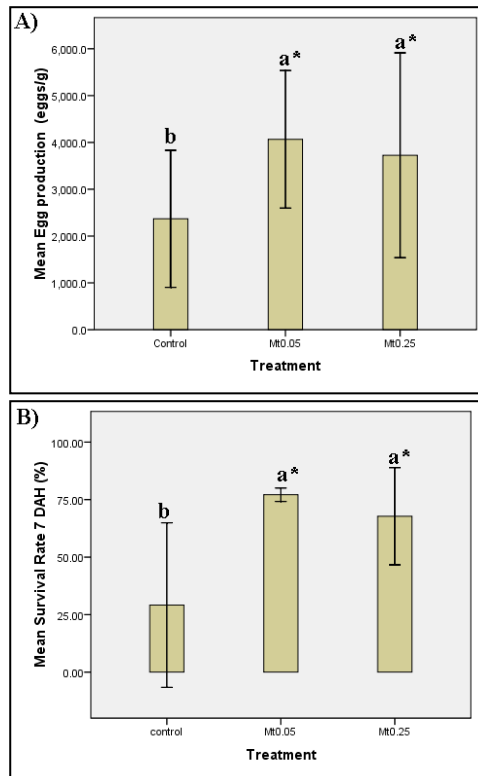 A)
Mean Egg production (eggs/g)
6,000.0
5,000.0
4,000.0
3,000.0
2,000.0
1,000.0
0.0
b
a*
a*
Control
Mt0.05
Mt0.25
Treatment
B)
Mean Survival Rate 7 DAH (%)
100.00
75.00
50.00
25.00
0.00
b
a*
a*
control
Mt0.05
Mt0.25
Treatment